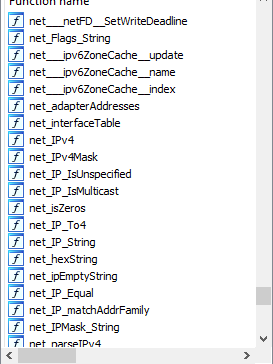 Function name
net___netFD__SetWriteDeadline
net_Flags_String
net___ipv6ZoneCache__update
net___ipv6ZoneCache__name
net___ipv6ZoneCache__index
net_adapterAddresses
net_interfaceTable
net_IPv4
net_IPv4Mask
net_IP_IsUnspecified
net_IP_IsMulticast
net_isZeros
net_IP_To4
net_IP_String
net_hexString
net_ipEmptyString
net_IP_Equal
net_IP_matchAddrFamily
net_IPMask_String
net_parseIPv4